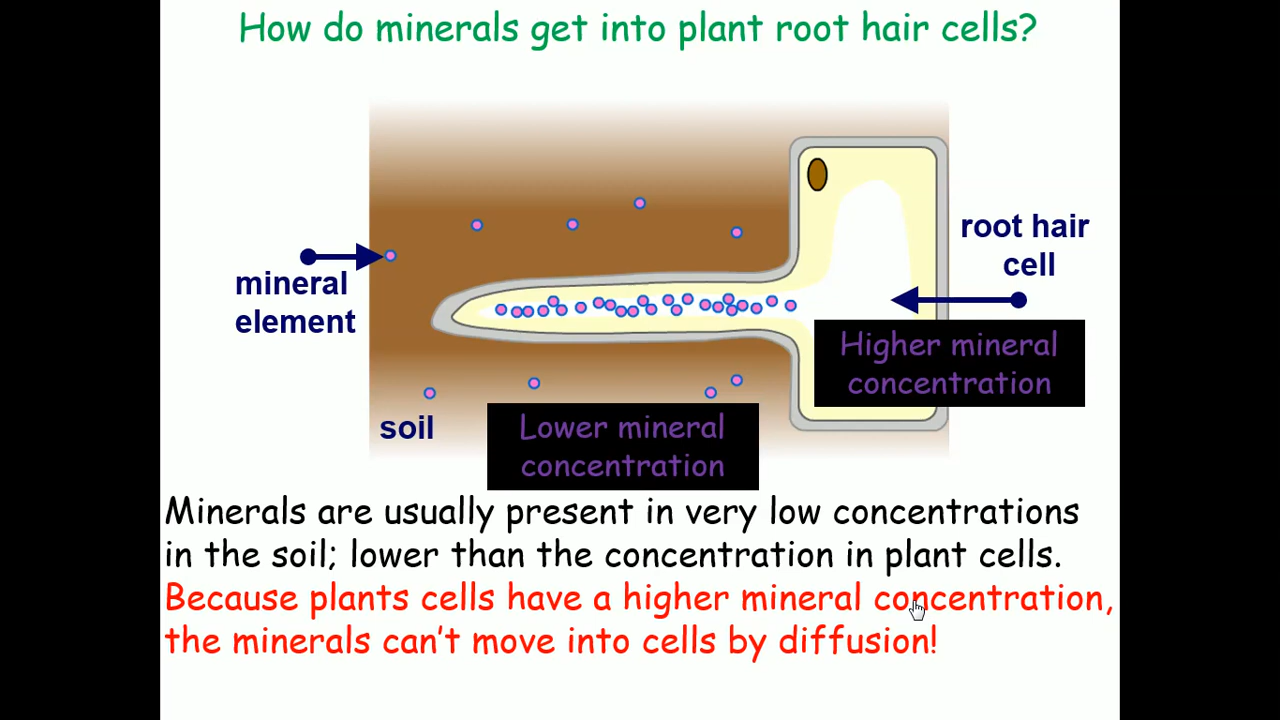 How do minerals get into plant root hair cells?
mineral
element
root hair
cell
Higher mineral
concentration
soil
Lower mineral
concentration
Minerals are usually present in very low concentrations
in the soil; lower than the concentration in plant cells.
Because plants cells have a higher mineral concentration,
the minerals can't move into cells by diffusion!